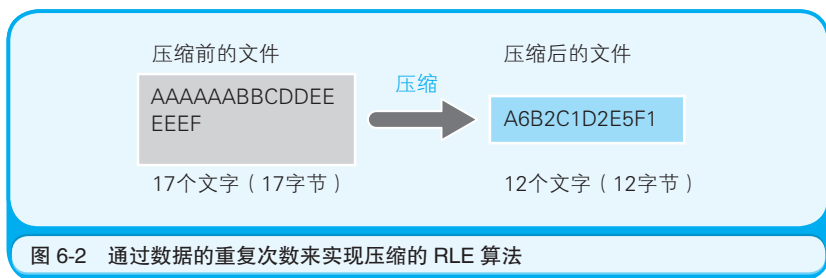 压缩前的文件
压缩后的文件
AAAAAABBCDDEE
EEEF
压缩
A6B2C1D2E5F1
17个文字（17字节）
12个文字（12字节）
图 6-2 通过数据的重复次数来实现压缩的 RLE 算法